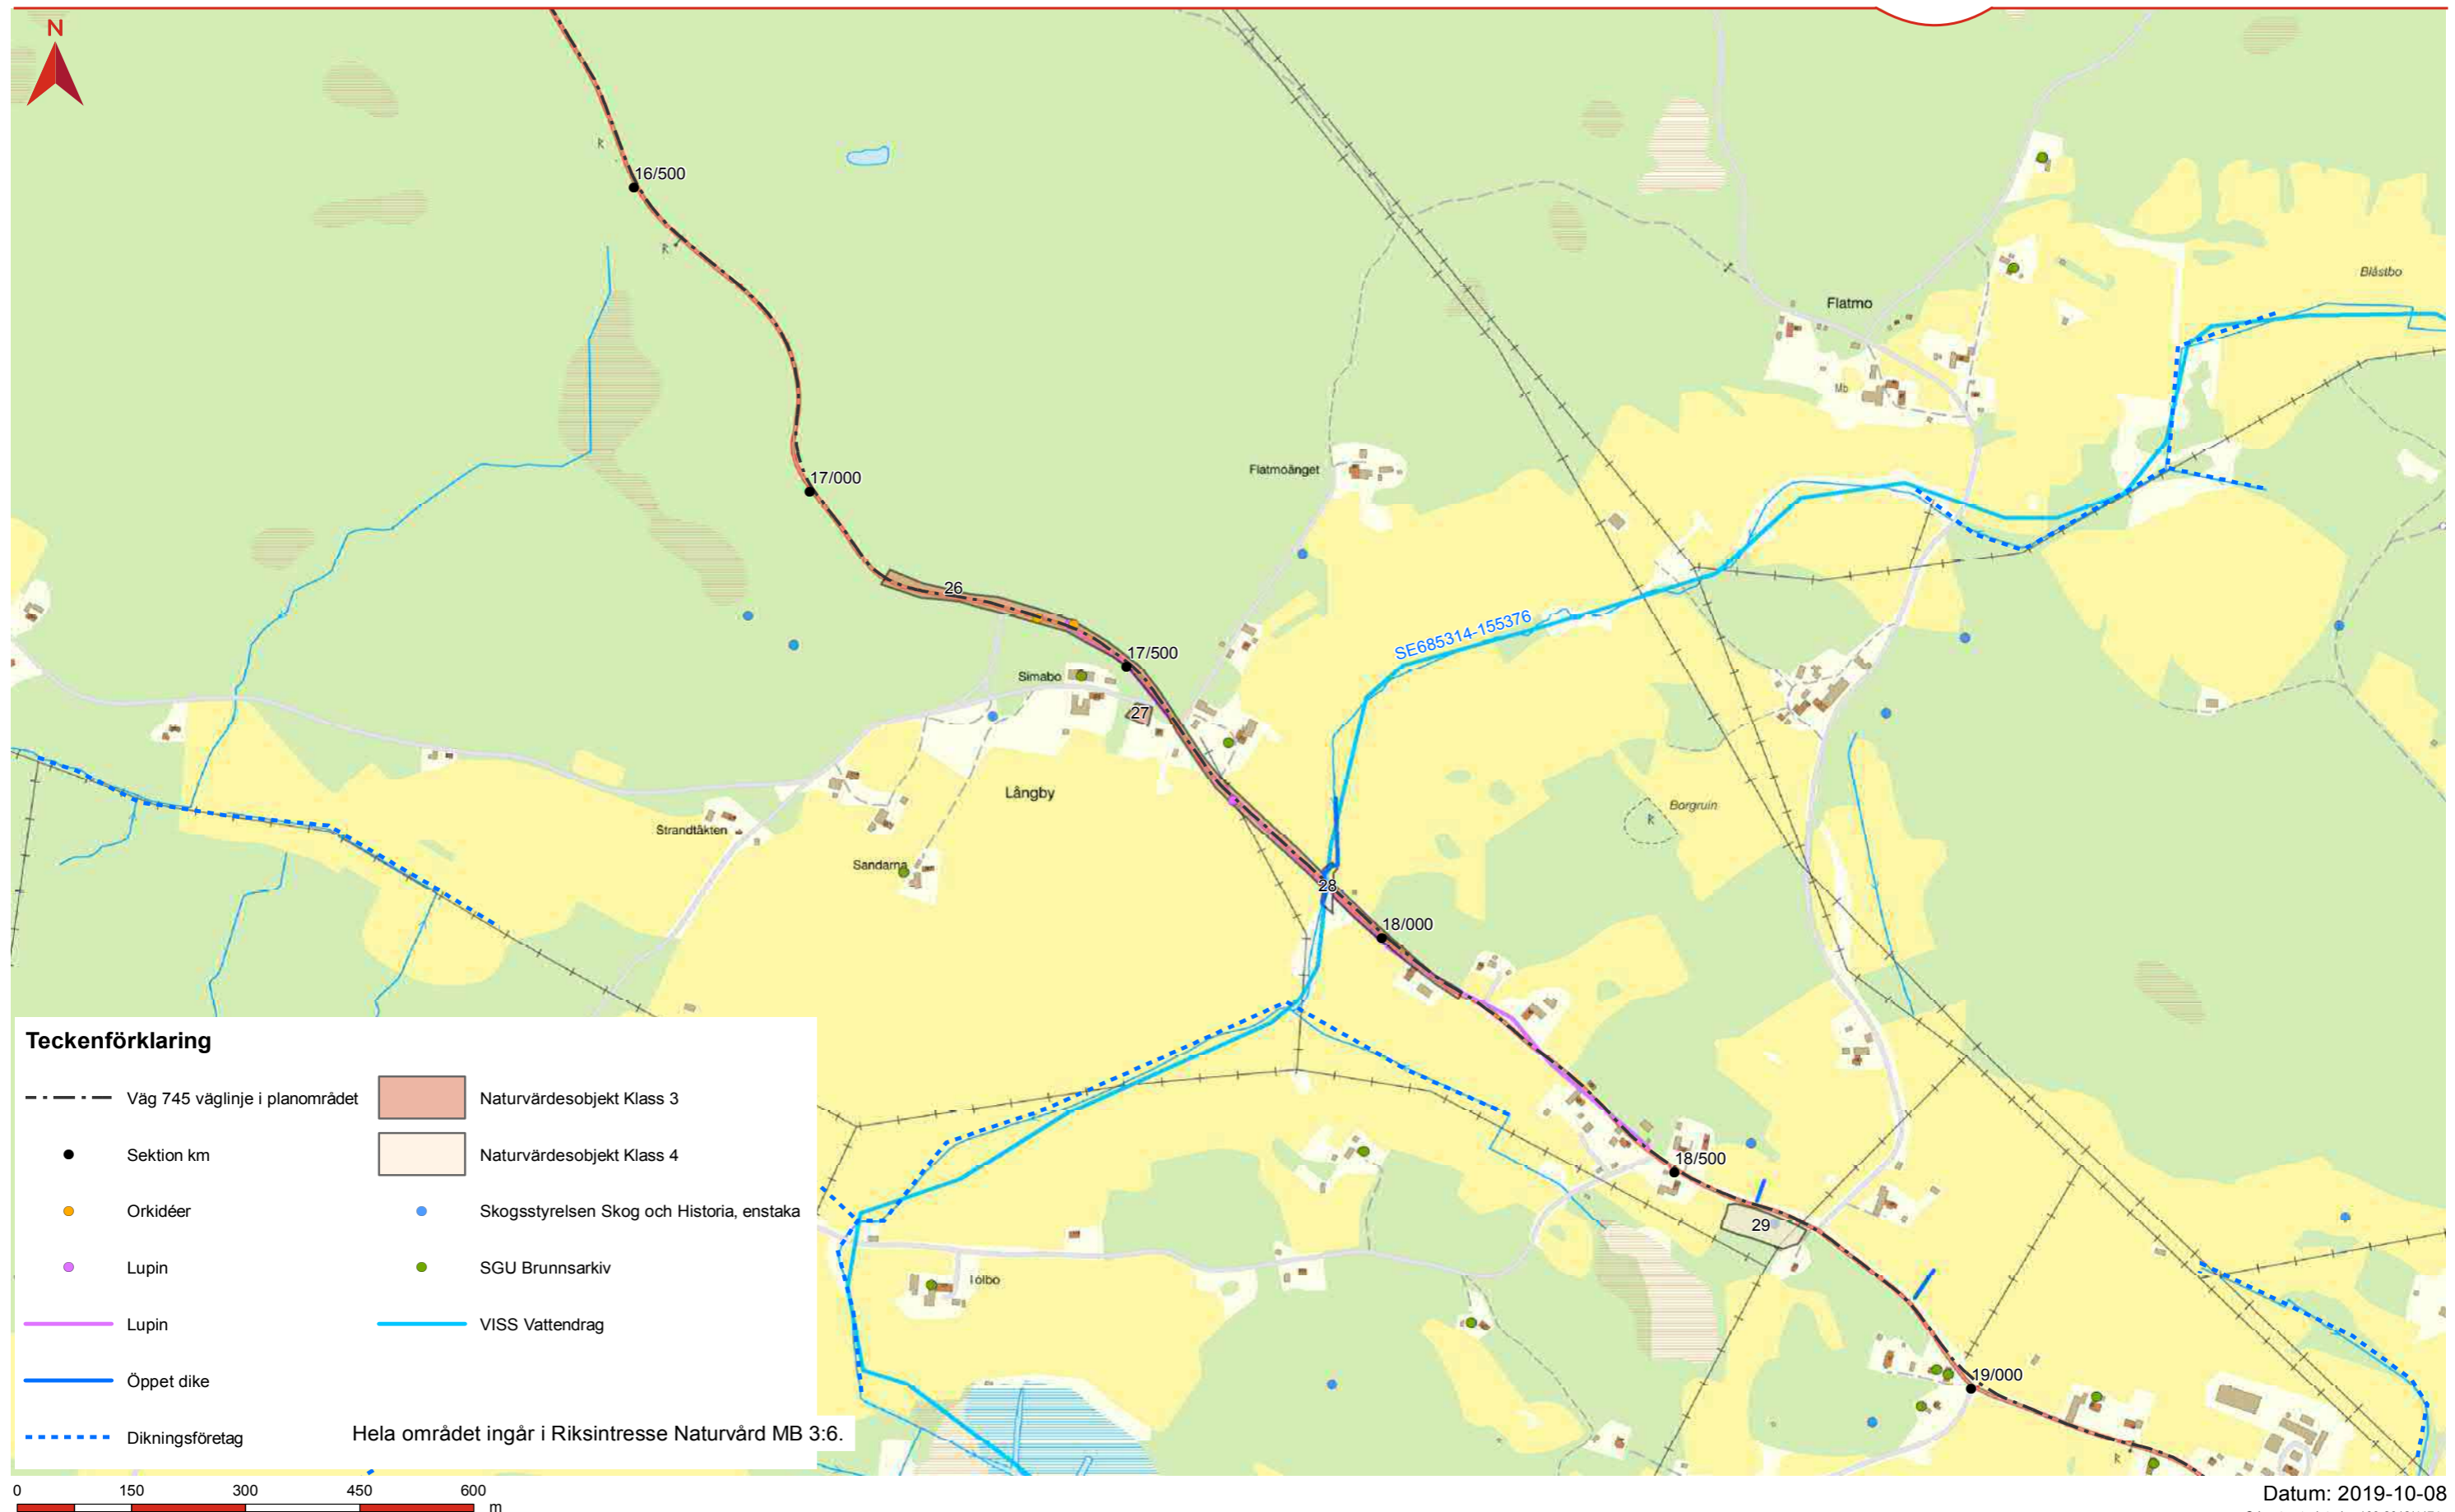 N
16/500
R
R
17/000
Blåstbo
Flatmo
Mb
Flatmoänget
26
SE685314-155376
17/500
Simabo
27
Långby
Borgruin
R
Strandtäkten
Sandarna
28
18/000
18/500
29
Tolbo
19/000
R
Teckenförklaring
Väg 745 väglinje i planområdet
Naturvärdesobjekt Klass 3
Sektion km
Naturvärdesobjekt Klass 4
Orkidéer
Skogsstyrelsen Skog och Historia, enstaka
Lupin
SGU Brunnsarkiv
Lupin
VISS Vattendrag
Öppet dike
Dikningsföretag
Hela området ingår i Riksintresse Naturvård MB 3:6.
0 150 300 450 600
m
Datum: 2019-10-08